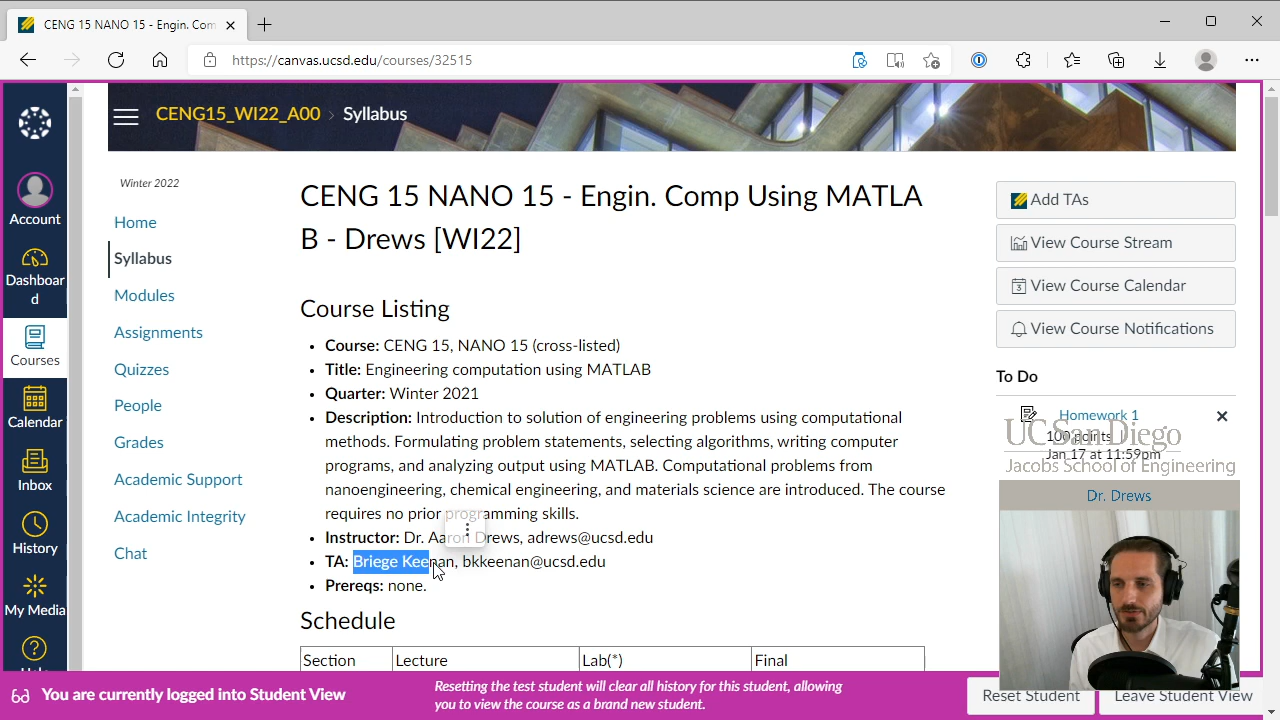 CENG 15 NANO 15 - Engin. Com
https://canvas.ucsd.edu/courses/32515
CENG15_WI22_A00 › Syllabus
Account
Dashboar
d
Courses
Calendar
Inbox
History
My Media
Winter 2022
Home
Syllabus
Modules
Assignments
Quizzes
People
Grades
Academic Support
Academic Integrity
Chat
CENG 15 NANO 15 - Engin. Comp Using MATLA
B - Drews [WI22]
Course Listing
Course: CENG 15, NANO 15 (cross-listed)
Title: Engineering computation using MATLAB
Quarter: Winter 2021
Description: Introduction to solution of engineering problems using computational
methods. Formulating problem statements, selecting algorithms, writing computer
programs, and analyzing output using MATLAB. Computational problems from
nanoengineering, chemical engineering, and materials science are introduced. The course
requires no prior programming skills.
Instructor: Dr. Aaron Drews, adrews@ucsd.edu
TA: Briege Keenan, bkkeenan@ucsd.edu
Prereqs: none.
Schedule
Section Lecture Lab(*) Final
Add TAs
View Course Stream
3 View Course Calendar
View Course Notifications
To Do
Homework 1
100 points
Jan 17 at 11:59pm
UC San Diego
Jacobs School of Engineering
Dr. Drews
You are currently logged into Student View
Resetting the test student will clear all history for this student, allowing
you to view the course as a brand new student.
Reset Student
Leave Student View